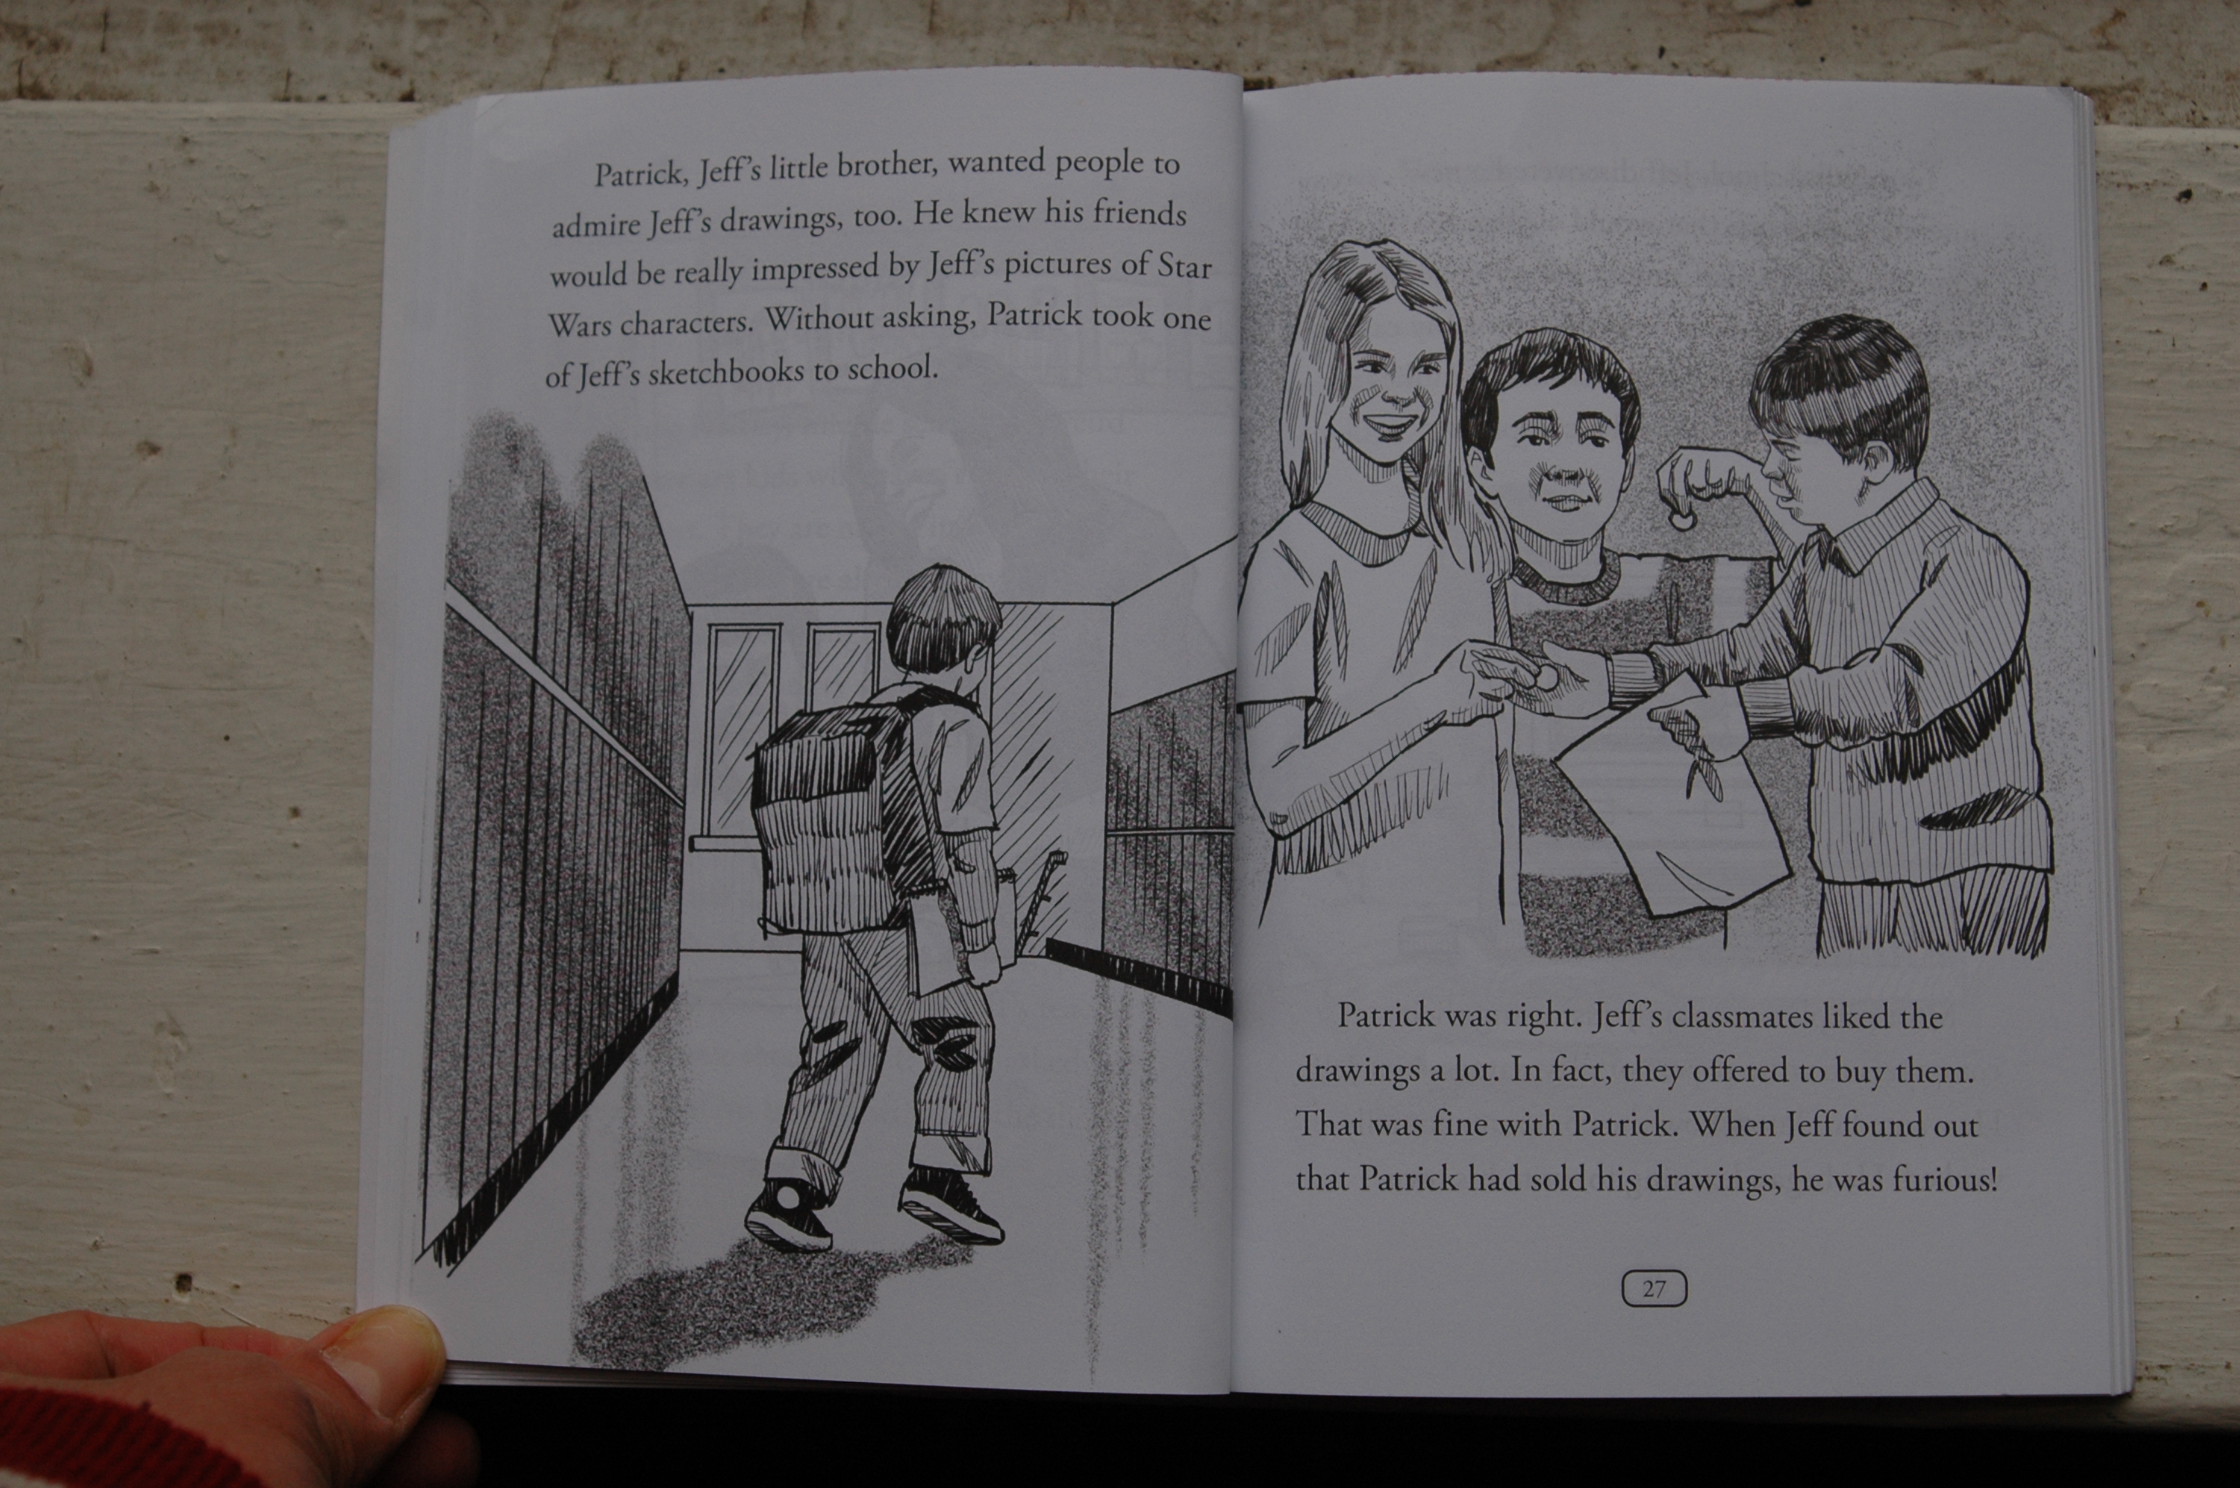 Patrick, Jeff's little brother, wanted people to
admire Jeff's drawings, too. He knew his friends
would be really impressed by Jeff's pictures of Star
Wars characters. Without asking, Patrick took one
of Jeff's sketchbooks to school.
Patrick was right. Jeff's classmates liked the
drawings a lot. In fact, they offered to buy them.
That was fine with Patrick. When Jeff found out
that Patrick had sold his drawings, he was furious!
27